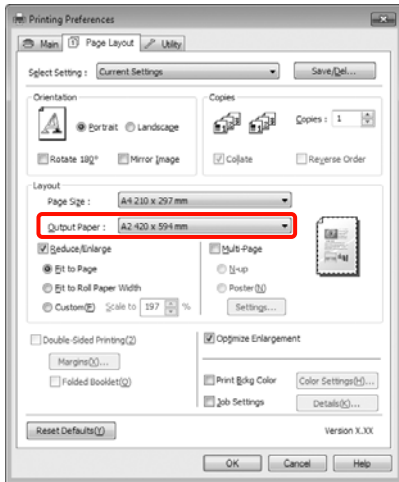 Printing Preferences
Main Page Layout Utility
Select Setting : Current Settings Save/Del...
Orientation
Portrait Landscape
Rotate 180° Mirror Image
Copies
Copies : 1
Collate Reverse Order
Layout
Page Size : A4 210 x 297 mm
Output Paper : A2 420 x 594 mm
Reduce/Enlarge
Fit to Page
Fit to Roll Paper Width
Custom(F) Scale to 197 %
Multi-Page
N-up
Poster(N)
Settings...
Double-Sided Printing(2)
Margins(X)...
Folded Booklet(O)
Optimize Enlargement
Print Bckg Color Color Settings(H)...
Job Settings Details(K)...
Reset Defaults(Y) Version X.XX
OK Cancel Help